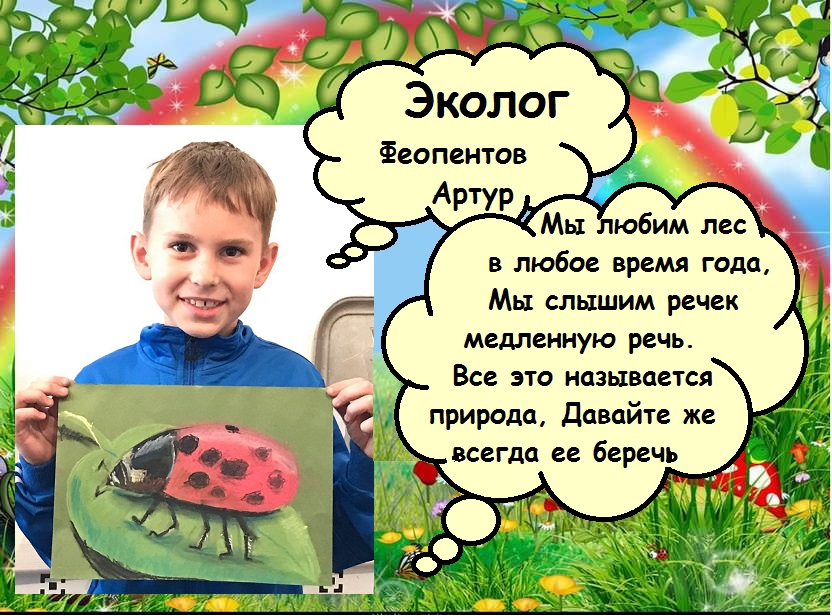 Эколог
Феопентов
Артур
Мы любим лес
в любое время года,
Мы слышим речек
медленную речь.
Все это называется
природа, Давайте же
всегда ее беречь